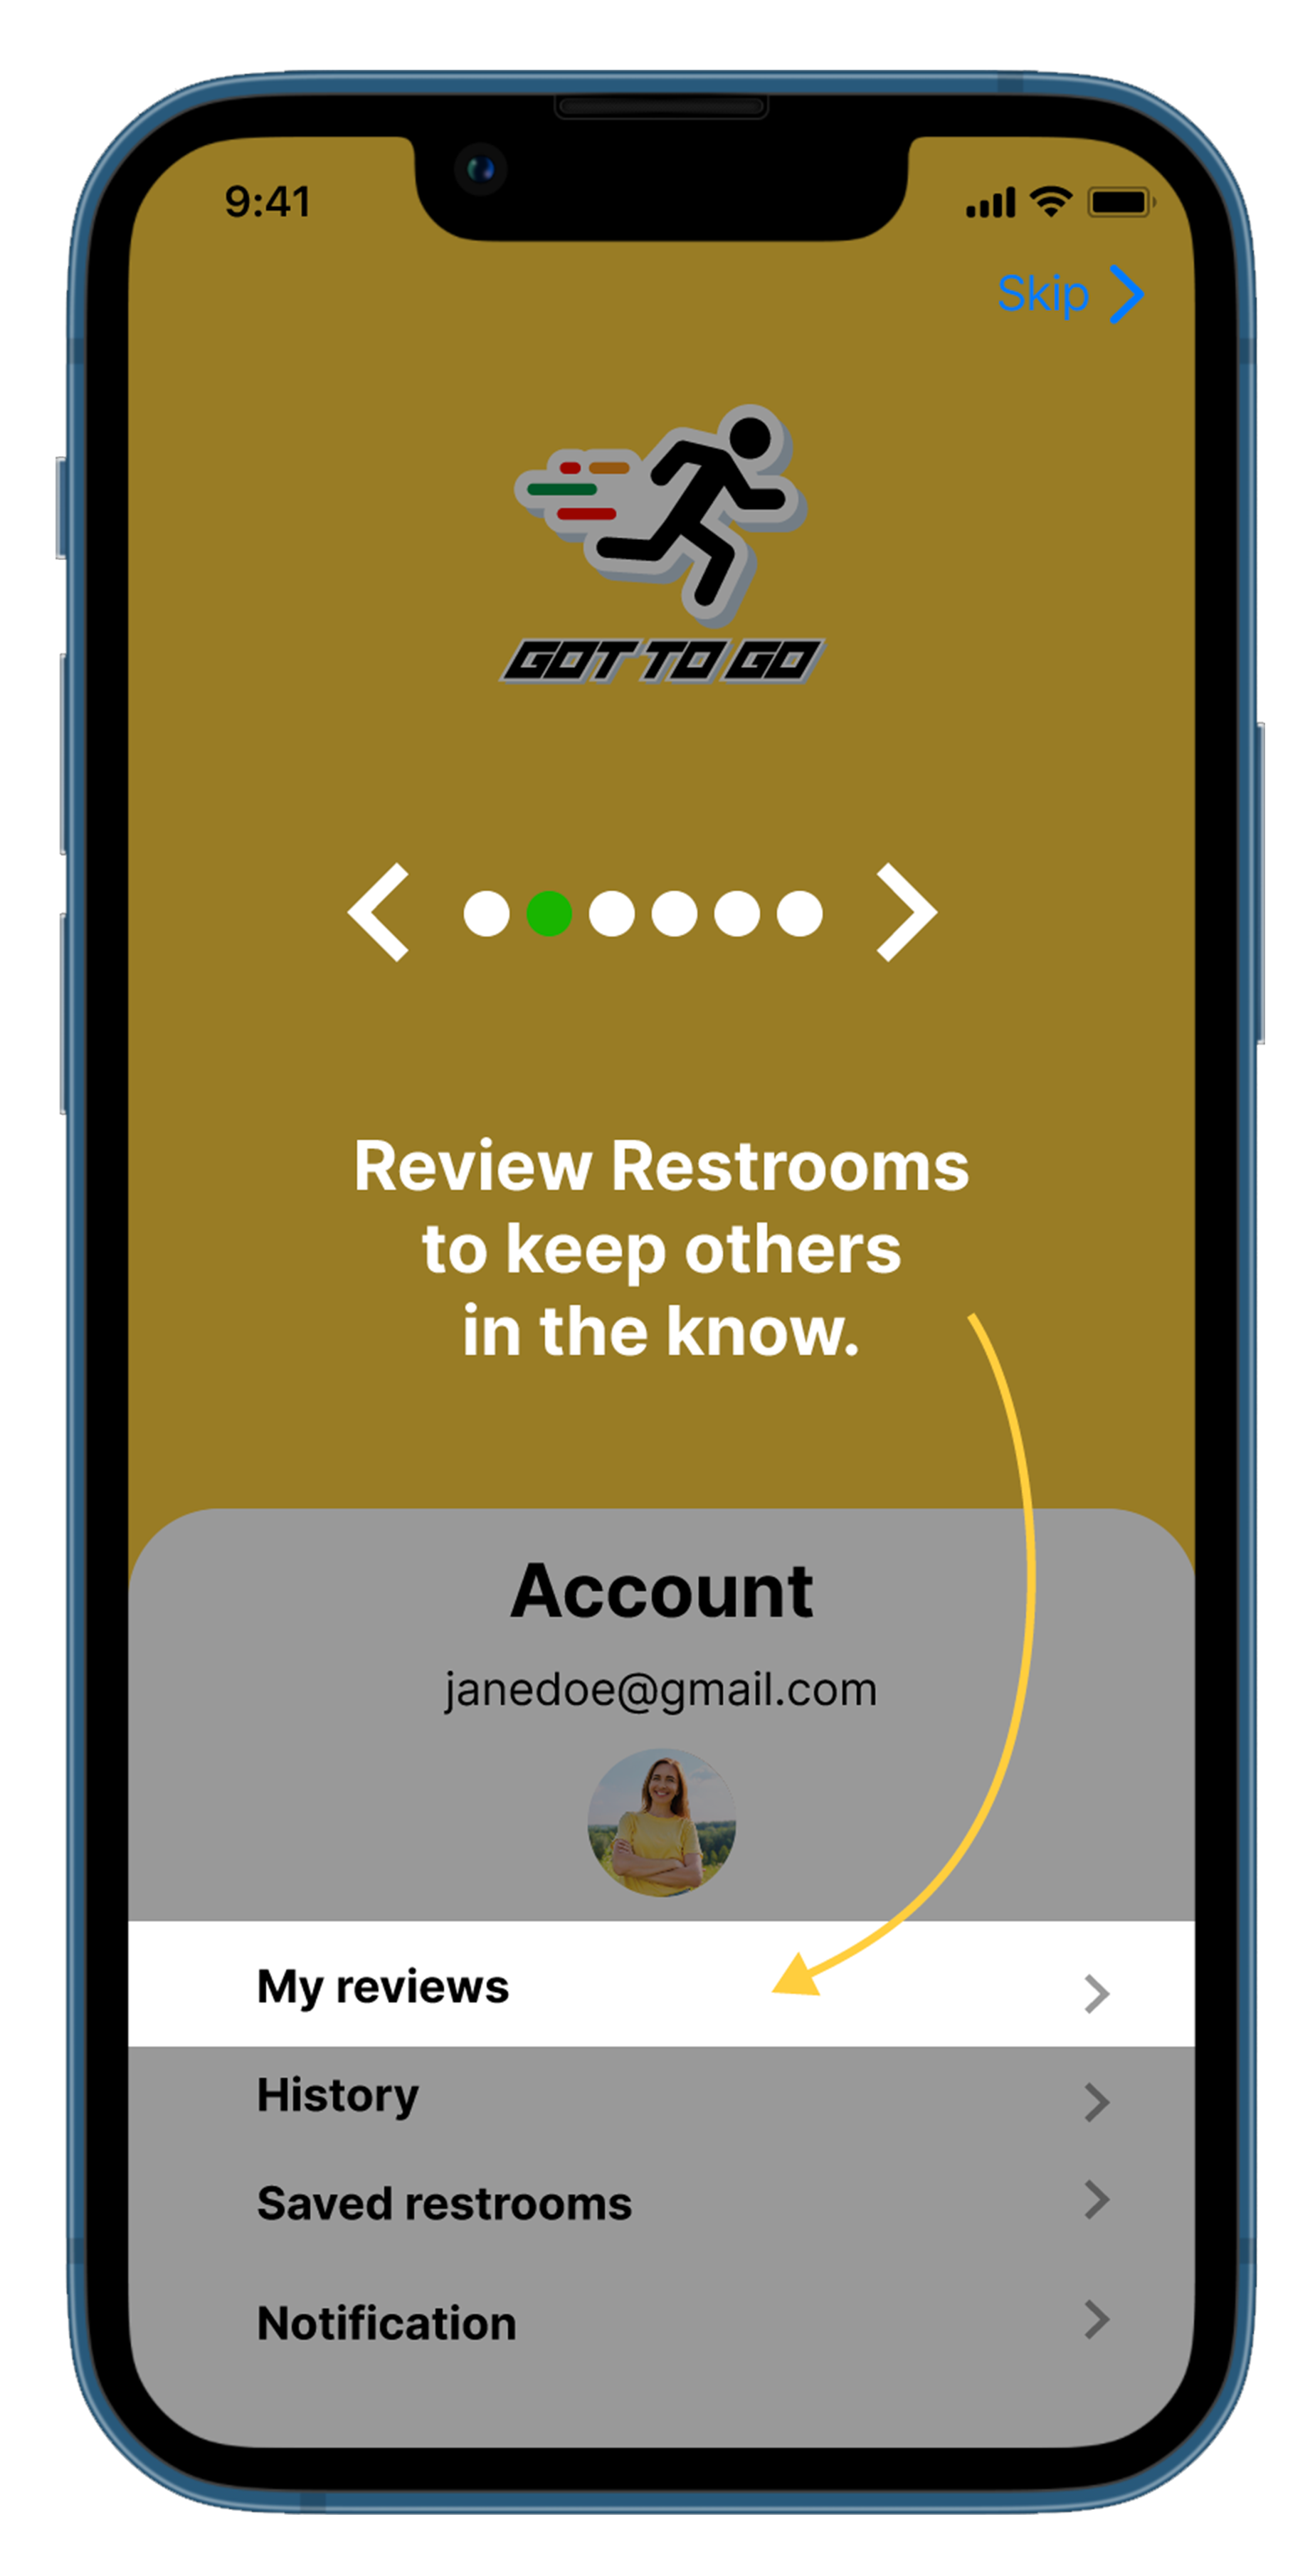 9:41
Skip
GOT TO GO
Review Restrooms
to keep others
in the know.
Account
janedoe@gmail.com
My reviews
History
Saved restrooms
Notification